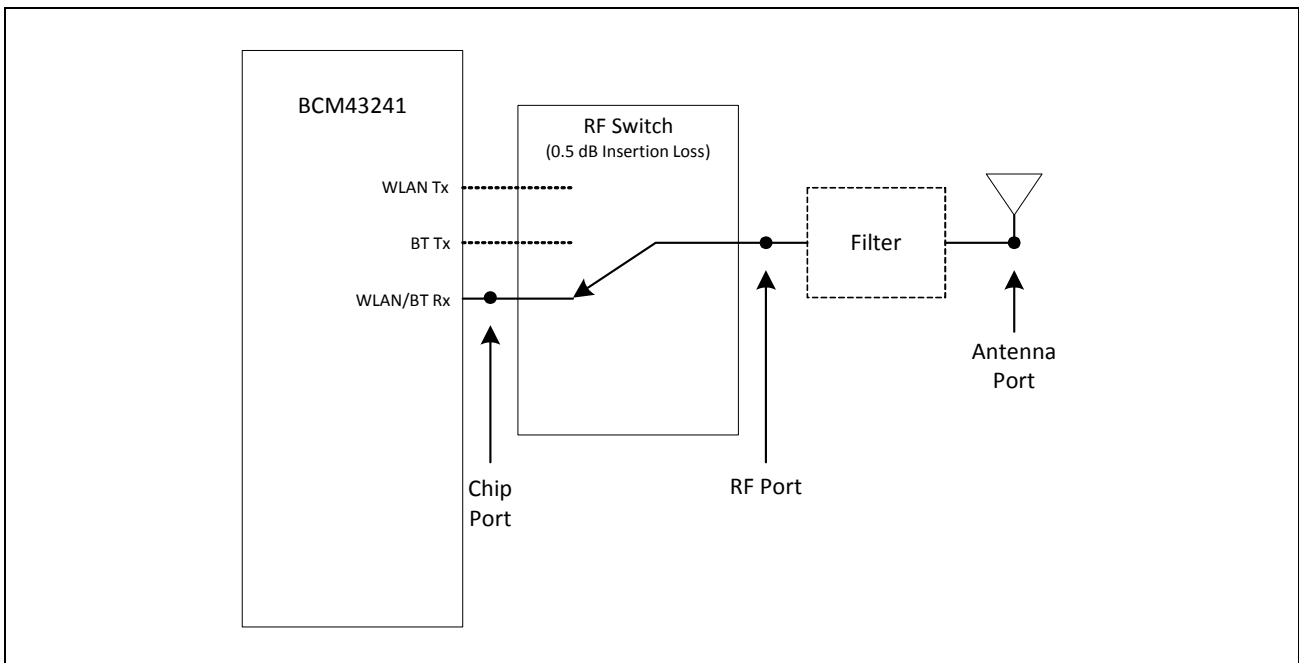 BCM43241
RF Switch
(0.5 dB Insertion Loss)
WLAN Tx
BT Tx
WLAN/BT Rx
Filter
Chip
Port
RF Port
Antenna
Port